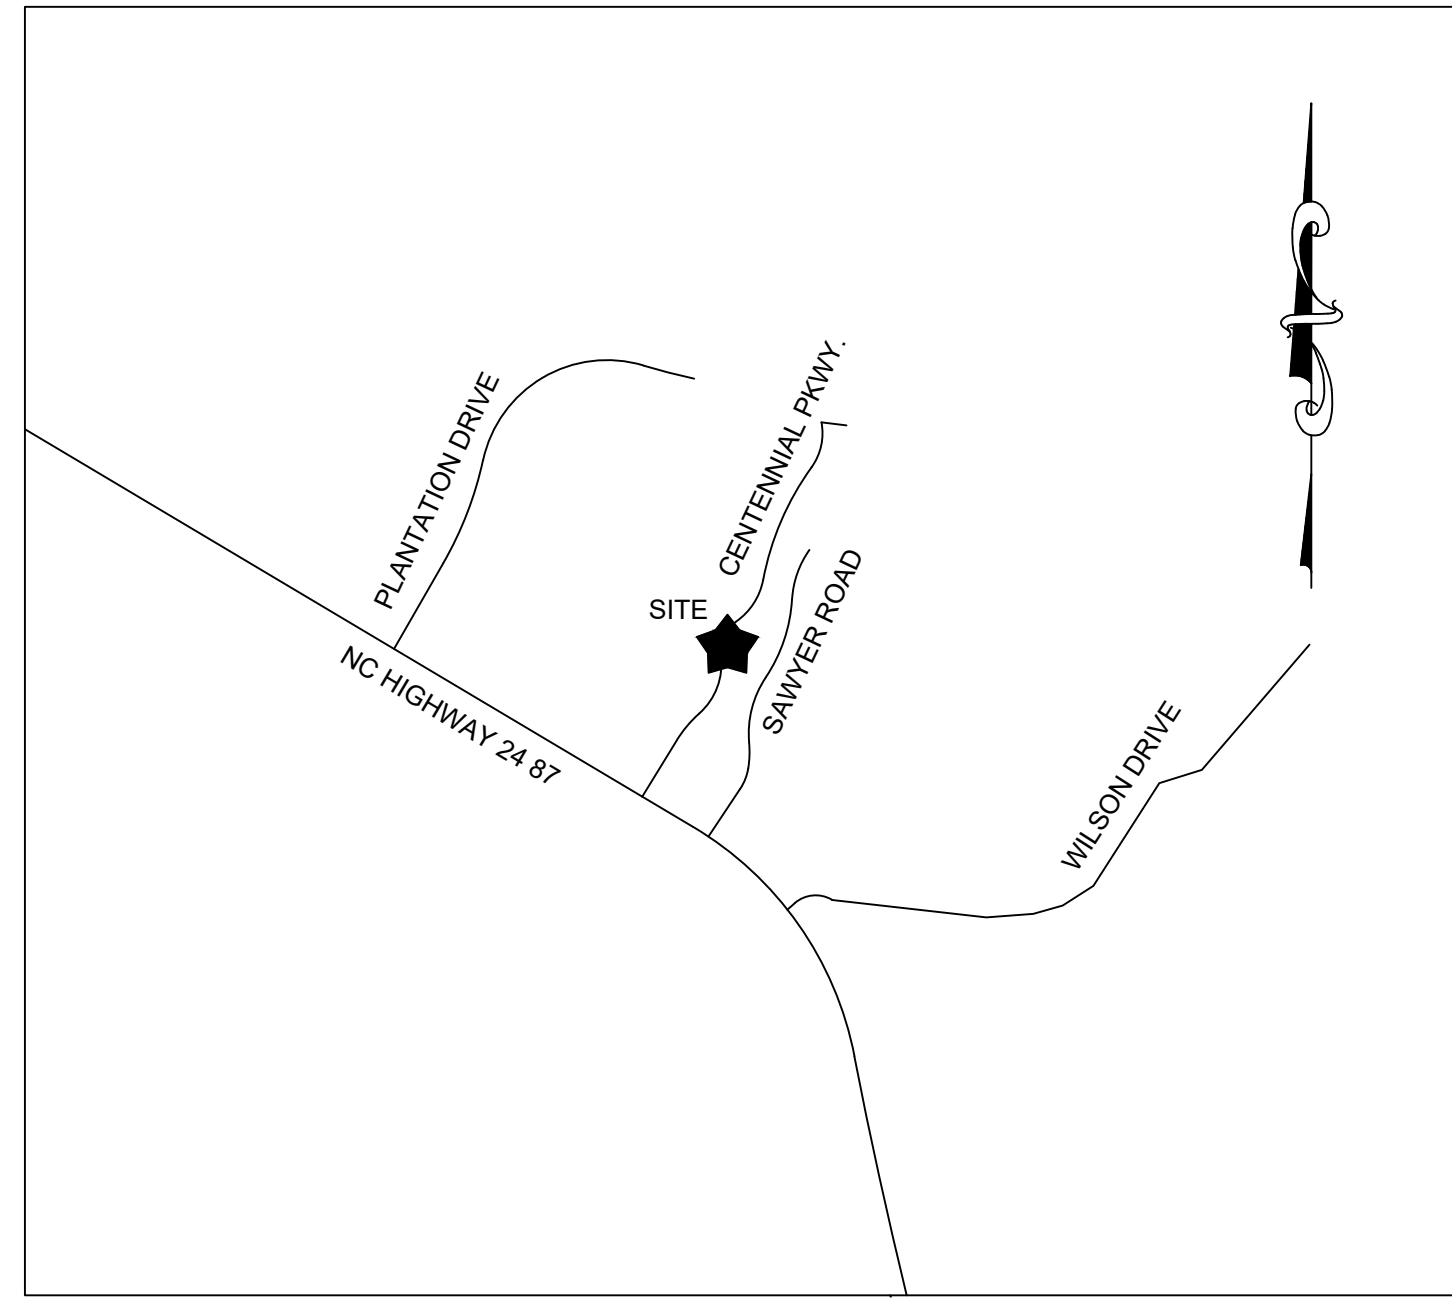 CENTENNIAL PKWY.
PLANTATION DRIVE
SITE
SAWYER ROAD
NC HIGHWAY 24 87
WILSON DRIVE